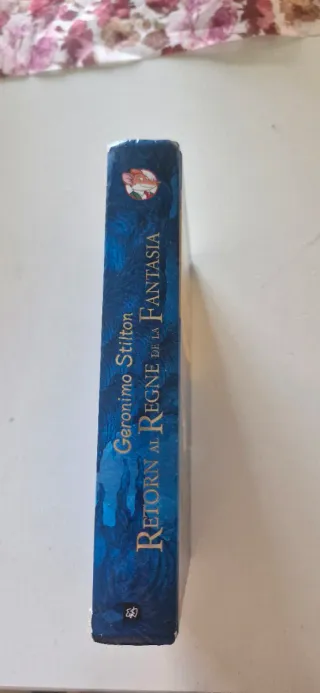 Geronimo Stilton
RETORN AL REGNE DE LA FANTASIA